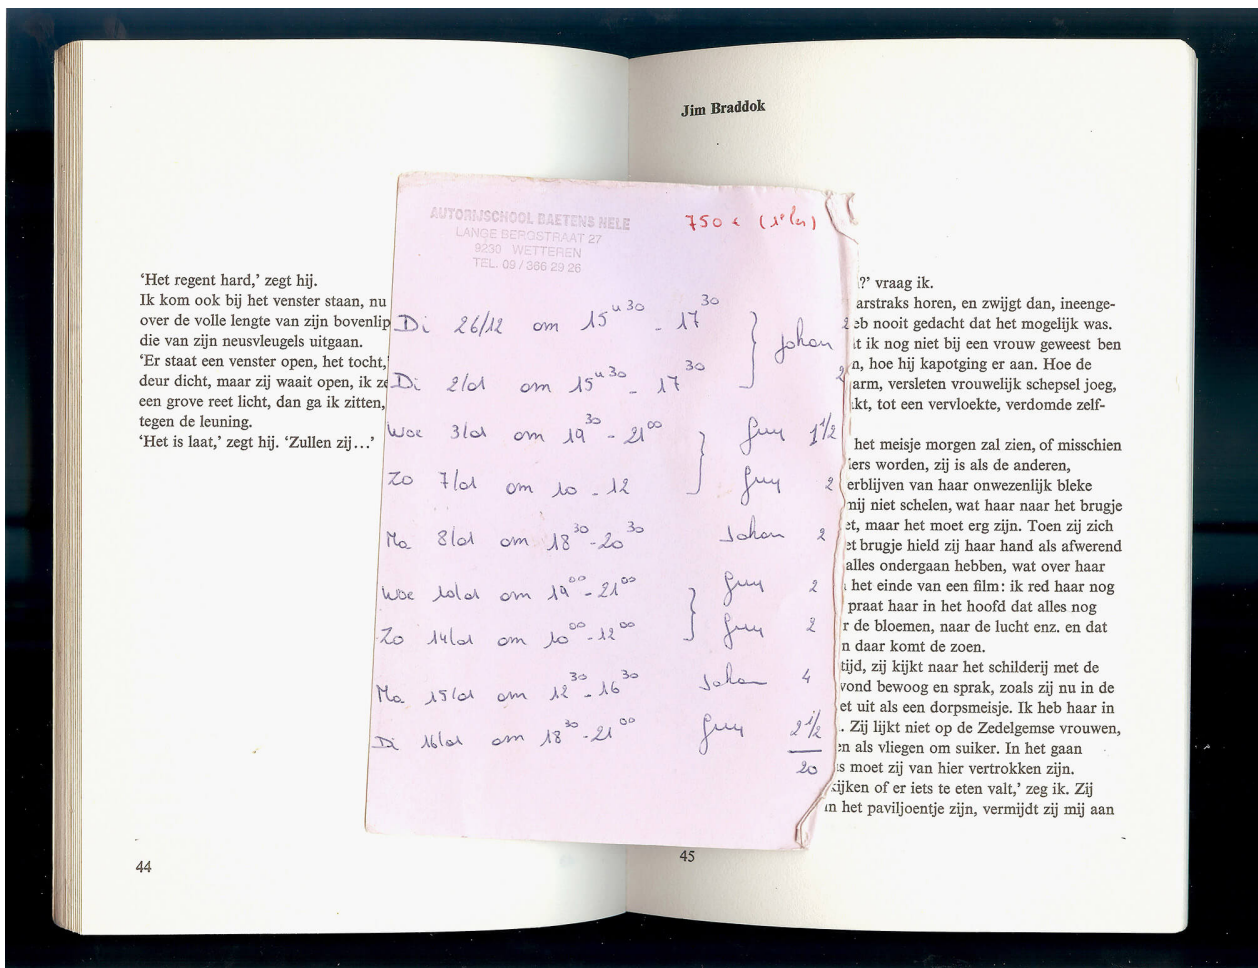 'Het regent hard,' zegt hij.
Ik kom ook bij het venster staan, nu
over de volle lengte van zijn bovenlip
die van zijn neusvleugels uitgaan.
'Er staat een venster open, het tocht,'
deur dicht, maar zij waait open, ik ze
een grove reet licht, dan ga ik zitten,
tegen de leuning.
'Het is laat,' zegt hij. 'Zullen zij...'
44
AUTORIJSCHOOL BAETENS NELE
LANGE BERGSTRAAT 27
9230 WETTEREN
TEL. 09 / 366 29 26
750 € (1e les)
Di 26/12 om 15u30 - 17 30 Johan 2
Di 2/01 om 15u30 - 17 30 2
Woe 3/01 om 19 30 - 21 00 Guy 1 1/2
Zo 7/01 om 10 - 12 Guy 2
Ma 8/01 om 18 30 - 20 30 Johan 2
Woe 10/01 om 19 00 - 21 00 Guy 2
Zo 14/01 om 10 00 - 12 00 Guy 2
Ma 15/01 om 12 30 - 16 30 Johan 4
Di 16/01 om 18 30 - 21 00 Guy 2 1/2
20
Jim Braddok
?' vraag ik.
arstraks horen, en zwijgt dan, ineenge-
eb nooit gedacht dat het mogelijk was.
t ik nog niet bij een vrouw geweest ben
n, hoe hij kapotging er aan. Hoe de
arm, versleten vrouwelijk schepsel joeg,
kt, tot een vervloekte, verdomde zelf-
het meisje morgen zal zien, of misschien
iers worden, zij is als de anderen,
erblijven van haar onwezenlijk bleke
mij niet schelen, wat haar naar het brugje
et, maar het moet erg zijn. Toen zij zich
et brugje hield zij haar hand als afwerend
alles ondergaan hebben, wat over haar
het einde van een film: ik red haar nog
praat haar in het hoofd dat alles nog
r de bloemen, naar de lucht enz. en dat
n daar komt de zoen.
tijd, zij kijkt naar het schilderij met de
vond bewoog en sprak, zoals zij nu in de
et uit als een dorpsmeisje. Ik heb haar in
. Zij lijkt niet op de Zedelgemse vrouwen,
en als vliegen om suiker. In het gaan
s moet zij van hier vertrokken zijn.
kijken of er iets te eten valt,' zeg ik. Zij
in het paviljoentje zijn, vermijdt zij mij aan
45